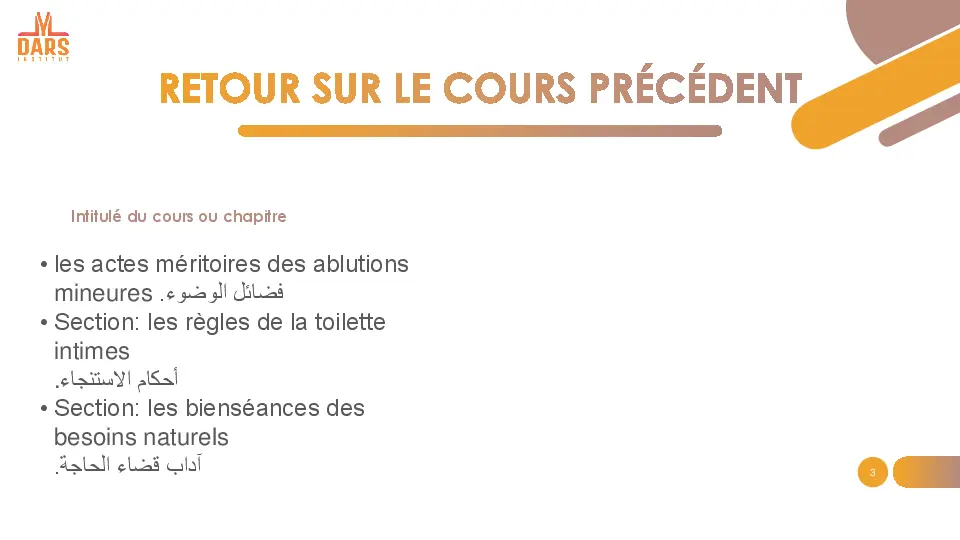 DARS
INSTITUT
RETOUR SUR LE COURS PRÉCÉDENT
Intitulé du cours ou chapitre
• les actes méritoires des ablutions
mineures فضائل الوضوء.
• Section: les règles de la toilette
intimes
أحكام الاستنجاء.
• Section: les bienséances des
besoins naturels
آداب قضاء الحاجة.
3